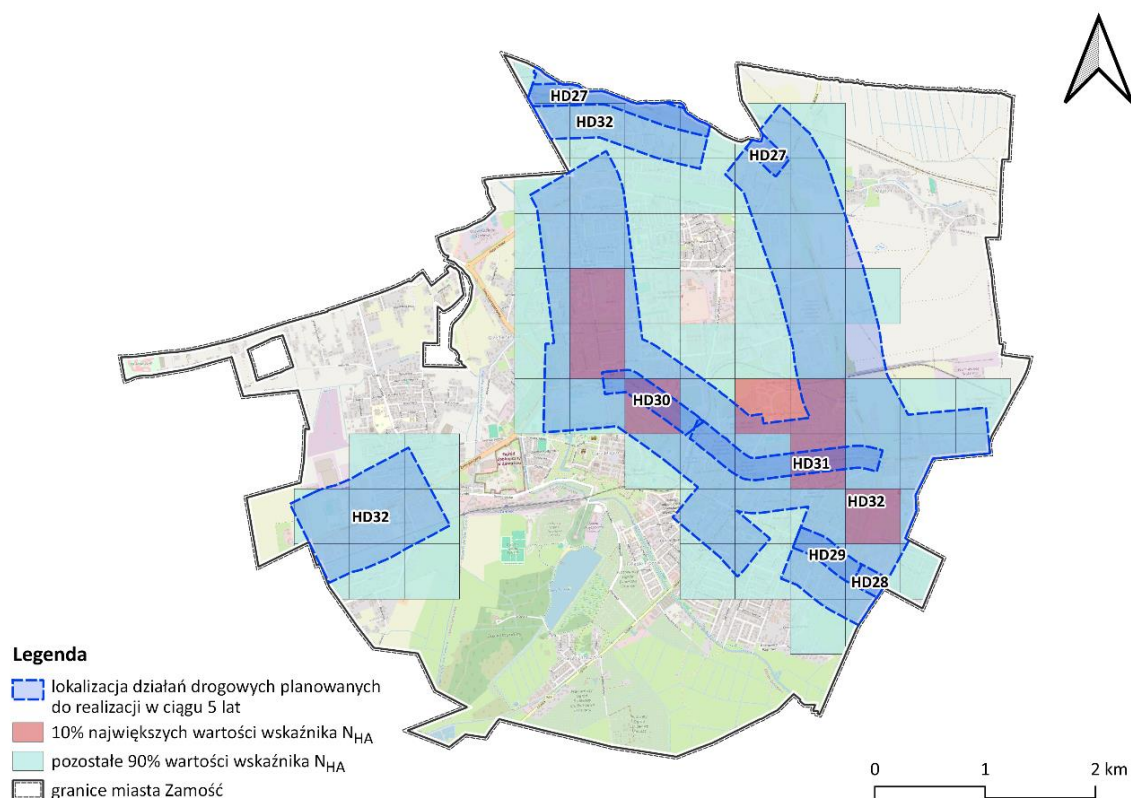 HD27
HD32
HD27
HD30
HD31
HD32
HD32
HD29
HD28
Legenda
lokalizacja działań drogowych planowanych
do realizacji w ciągu 5 lat
10% największych wartości wskaźnika NHA
pozostałe 90% wartości wskaźnika NHA
granice miasta Zamość
0 1 2 km